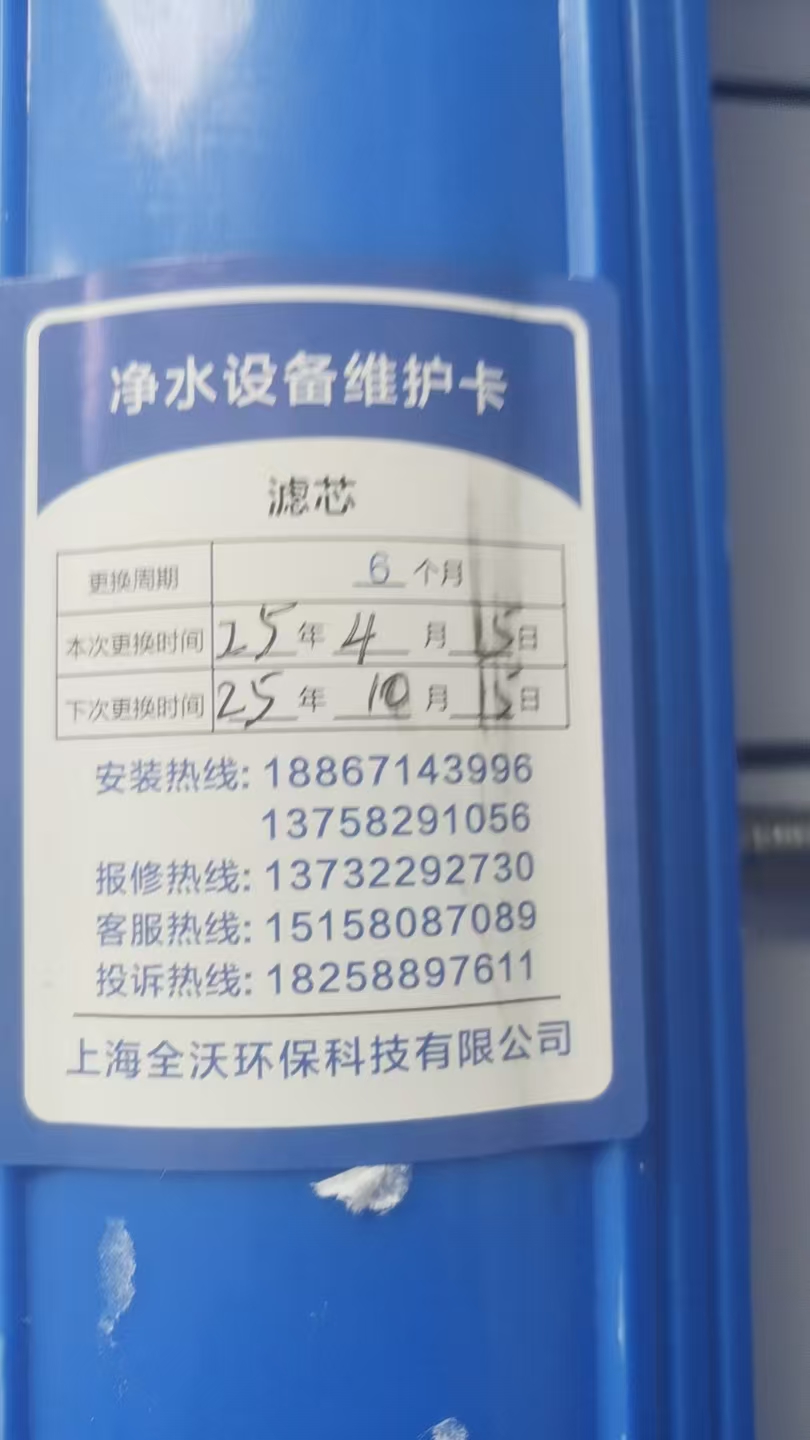 净水设备维护卡
滤芯
更换周期 6 个月
本次更换时间 25 年 4 月 15 日
下次更换时间 25 年 10 月 15 日
安装热线: 18867143996
13758291056
报修热线: 13732292730
客服热线: 15158087089
投诉热线: 18258897611
上海全沃环保科技有限公司